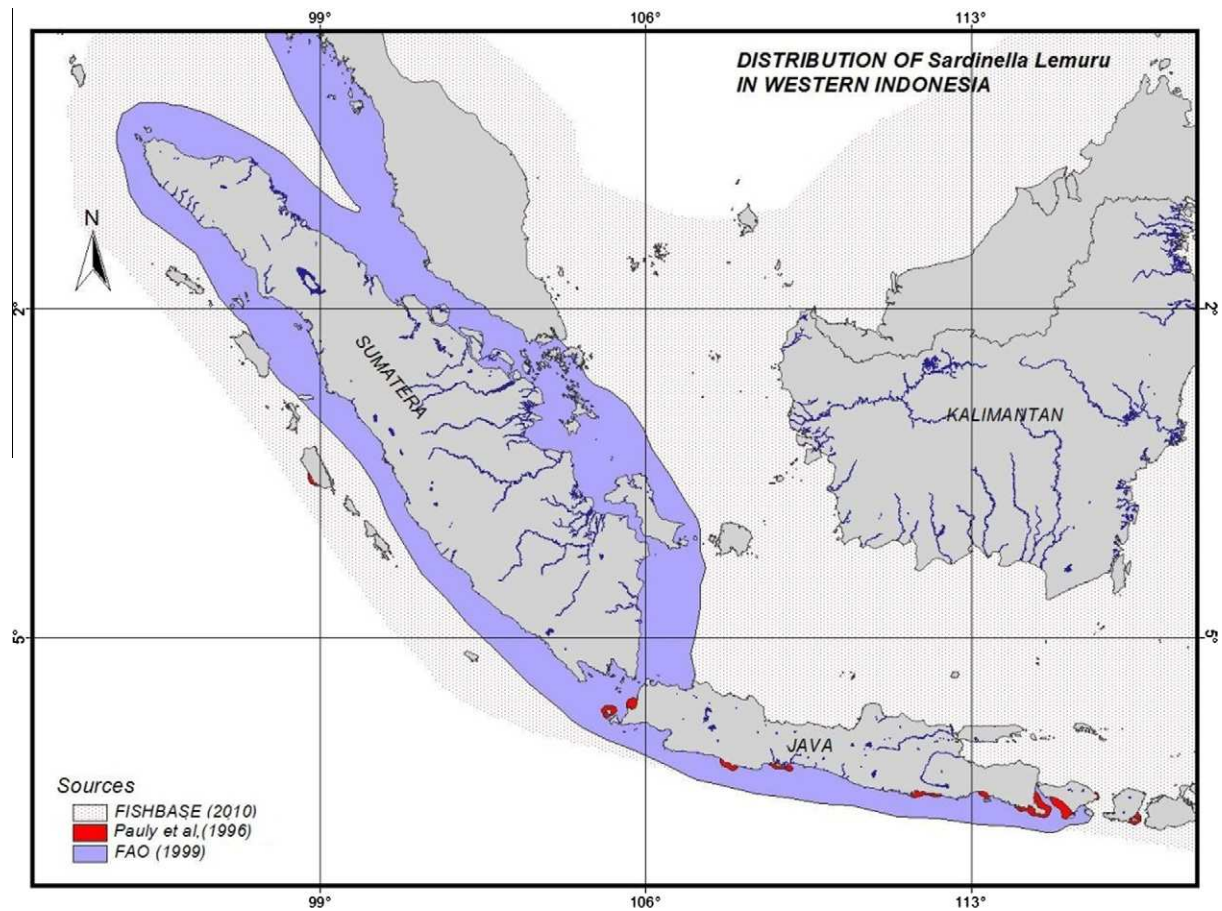 99°
106°
113°
DISTRIBUTION OF Sardinella Lemuru
IN WESTERN INDONESIA
N
2°
2°
SUMATERA
KALIMANTAN
5°
5°
JAVA
Sources
FISHBASE (2010)
Pauly et al,(1996)
FAO (1999)
99°
106°
113°